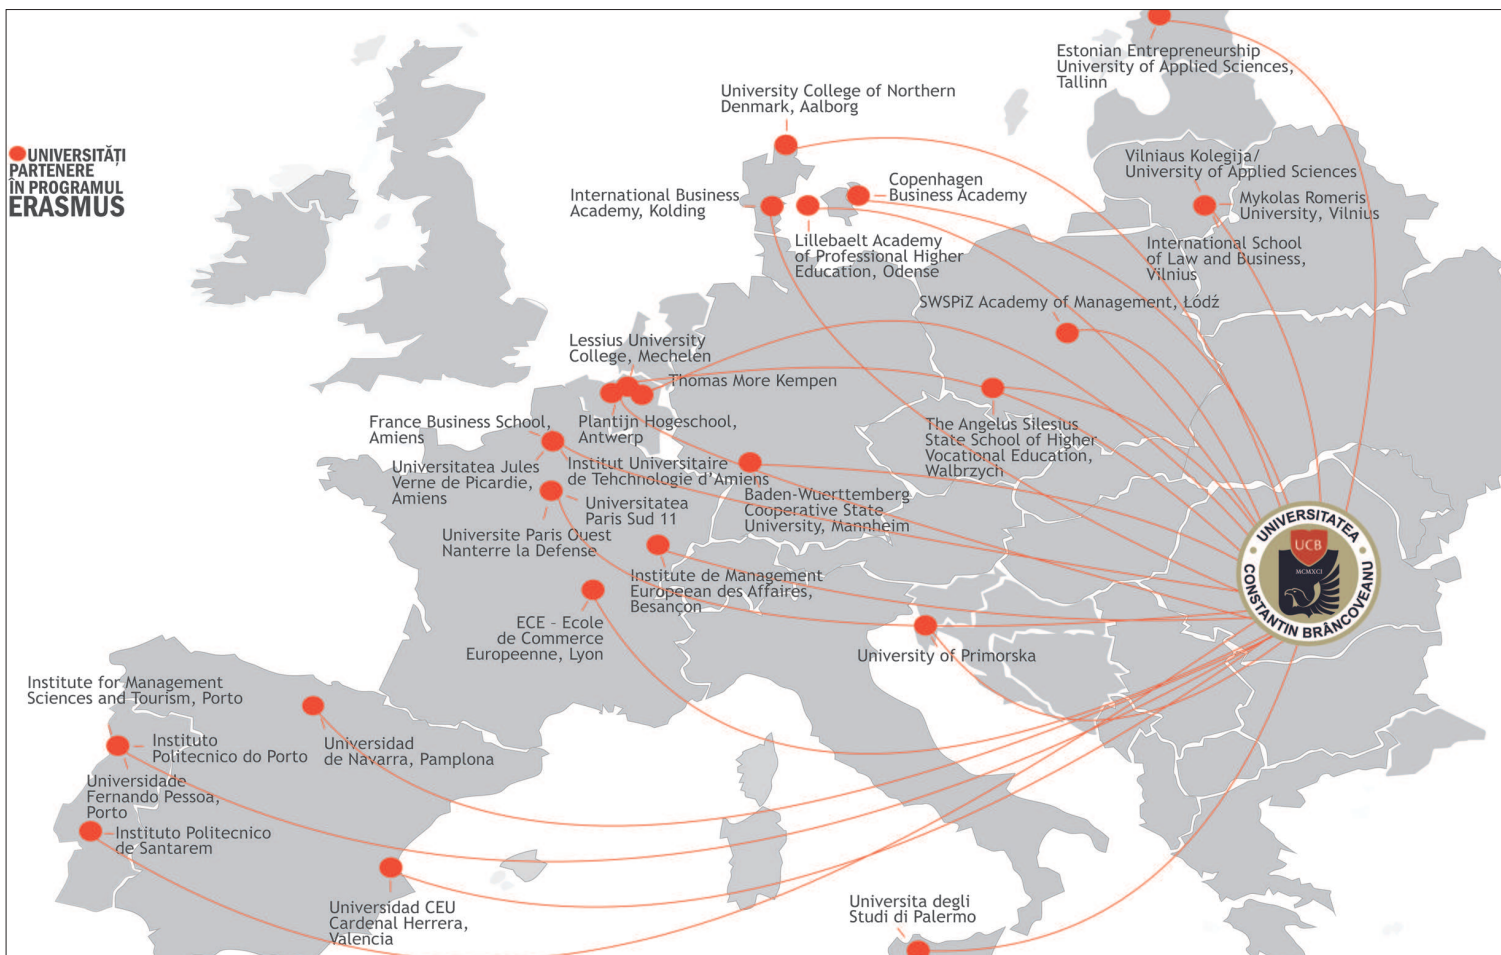 UNIVERSITĂȚI
PARTENERE
ÎN PROGRAMUL
ERASMUS
Estonian Entrepreneurship
University of Applied Sciences,
Tallinn
University College of Northern
Denmark, Aalborg
Vilniaus Kolegija/
University of Applied Sciences
Mykolas Romeris
University, Vilnius
International School
of Law and Business,
Vilnius
International Business
Academy, Kolding
Copenhagen
Business Academy
Lillebaelt Academy
of Professional Higher
Education, Odense
SWSPiZ Academy of Management, Łódź
Lessius University
College, Mechelen
Thomas More Kempen
Plantijn Hogeschool,
Antwerp
France Business School,
Amiens
Universitatea Jules
Verne de Picardie,
Amiens
Institut Universitaire
de Tehchnologie d'Amiens
Universitatea
Paris Sud 11
Universite Paris Ouest
Nanterre la Defense
The Angelus Silesius
State School of Higher
Vocational Education,
Walbrzych
Baden-Wuerttemberg
Cooperative State
University, Mannheim
Institute de Management
Europeean des Affaires,
Besançon
ECE - Ecole
de Commerce
Europeenne, Lyon
University of Primorska
UNIVERSITATEA
CONSTANTIN BRÂNCOVEANU
UCB
MCMXCI
Institute for Management
Sciences and Tourism, Porto
Instituto
Politecnico do Porto
Universidad
de Navarra, Pamplona
Universidade
Fernando Pessoa,
Porto
Instituto Politecnico
de Santarem
Universidad CEU
Cardenal Herrera,
Valencia
Universita degli
Studi di Palermo